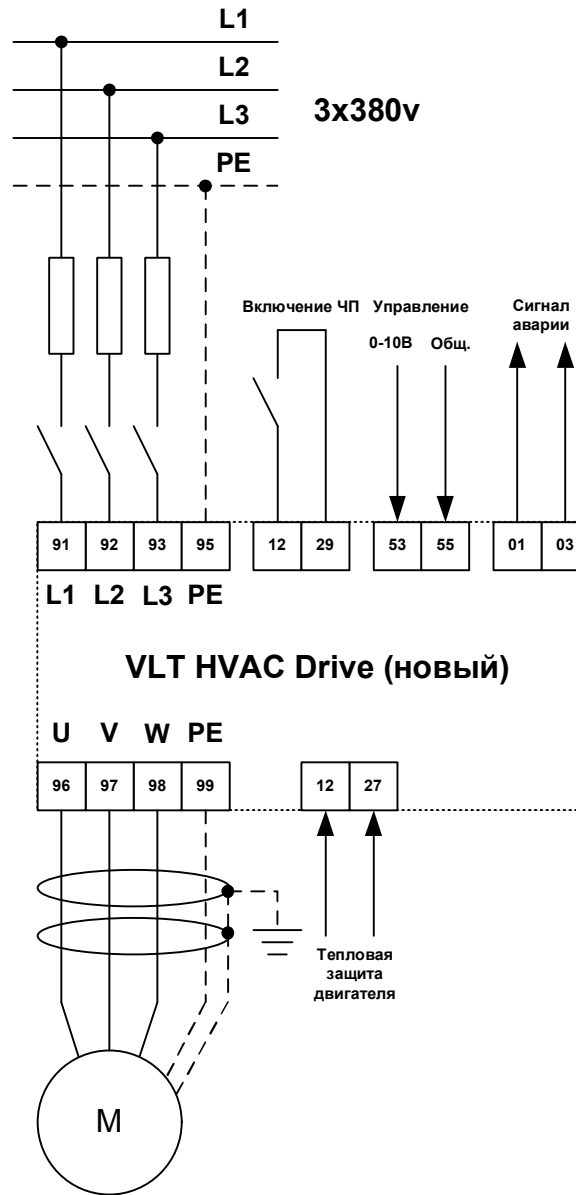 L1
L2
L3
3x380v
PE
Включение ЧП Управление Сигнал
аварии
0-10В Общ.
91 92 93 95 12 29 53 55 01 03
L1 L2 L3 PE
VLT HVAC Drive (новый)
U V W PE
96 97 98 99 12 27
Тепловая
защита
двигателя
M